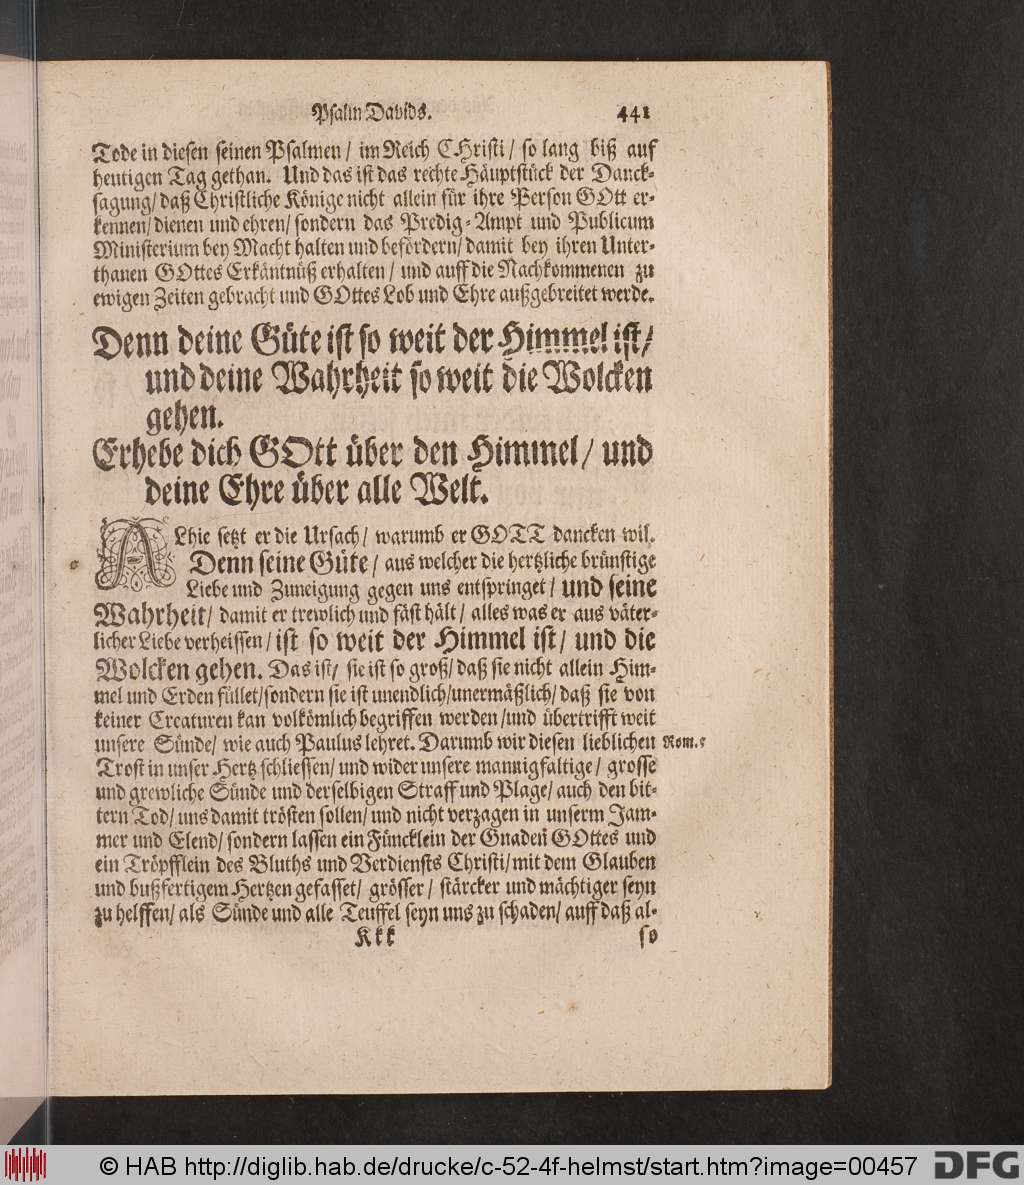 Psalm Davids. 441
Tode in diesen seinen Psalmen / im Reich CHristi / so lang biß auf
heutigen Tag gethan. Und das ist das rechte Häuptstück der Danck-
sagung / daß Christliche Könige nicht allein für ihre Person GOtt er-
kennen / dienen und ehren / sondern das Predig-Ampt und Publicum
Ministerium bey Macht halten und befördern / damit bey ihren Unter-
thanen GOttes Erkäntnüß erhalten / und auff die Nachkommenen zu
ewigen Zeiten gebracht und GOttes Lob und Ehre außgebreitet werde.
Denn deine Güte ist so weit der Himmel ist /
und deine Wahrheit so weit die Wolcken
gehen.
Erhebe dich GOtt über den Himmel / und
deine Ehre über alle Welt.
ALhie setzt er die Ursach / warumb er GOTT dancken wil.
Denn seine Güte / aus welcher die hertzliche brünstige
Liebe und Zuneigung gegen uns entspringet / und seine
Wahrheit / damit er trewlich und fäst hält / alles was er aus väter-
licher Liebe verheissen / ist so weit der Himmel ist / und die
Wolcken gehen. Das ist / sie ist so groß / daß sie nicht allein Him-
mel und Erden füllet / sondern sie ist unendlich / unermäßlich / daß sie von
keiner Creaturen kan volkömlich begriffen werden / und übertrifft weit
unsere Sünde / wie auch Paulus lehret. Darumb wir diesen lieblichen Rom.5
Trost in unser Hertz schliessen / und wider unsere mannigfaltige / grosse
und grewliche Sünde und derselbigen Straff und Plage / auch den bit-
tern Tod / uns damit trösten sollen / und nicht verzagen in unserm Jam-
mer und Elend / sondern lassen ein Füncklein der Gnaden GOttes und
ein Tröpfflein des Bluths und Verdiensts Christi / mit dem Glauben
und bußfertigem Hertzen gefasset / grösser / stärcker und mächtiger seyn
zu helffen / als Sünde und alle Teuffel seyn uns zu schaden / auff daß al-
Kkk so
© HAB http://diglib.hab.de/drucke/c-52-4f-helmst/start.htm?image=00457 DFG